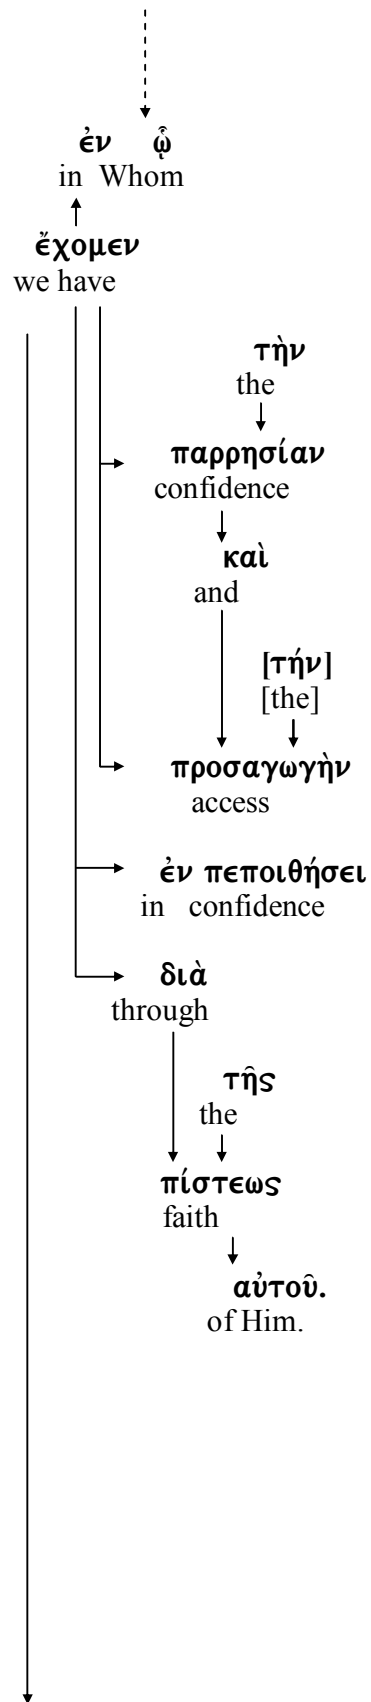 ἐν ᾧ
in Whom
ἔχομεν
we have
τὴν
the
παρρησίαν
confidence
καὶ
and
[τήν]
[the]
προσαγωγὴν
access
ἐν πεποιθήσει
in confidence
διὰ
through
τῆς
the
πίστεως
faith
αὐτοῦ.
of Him.